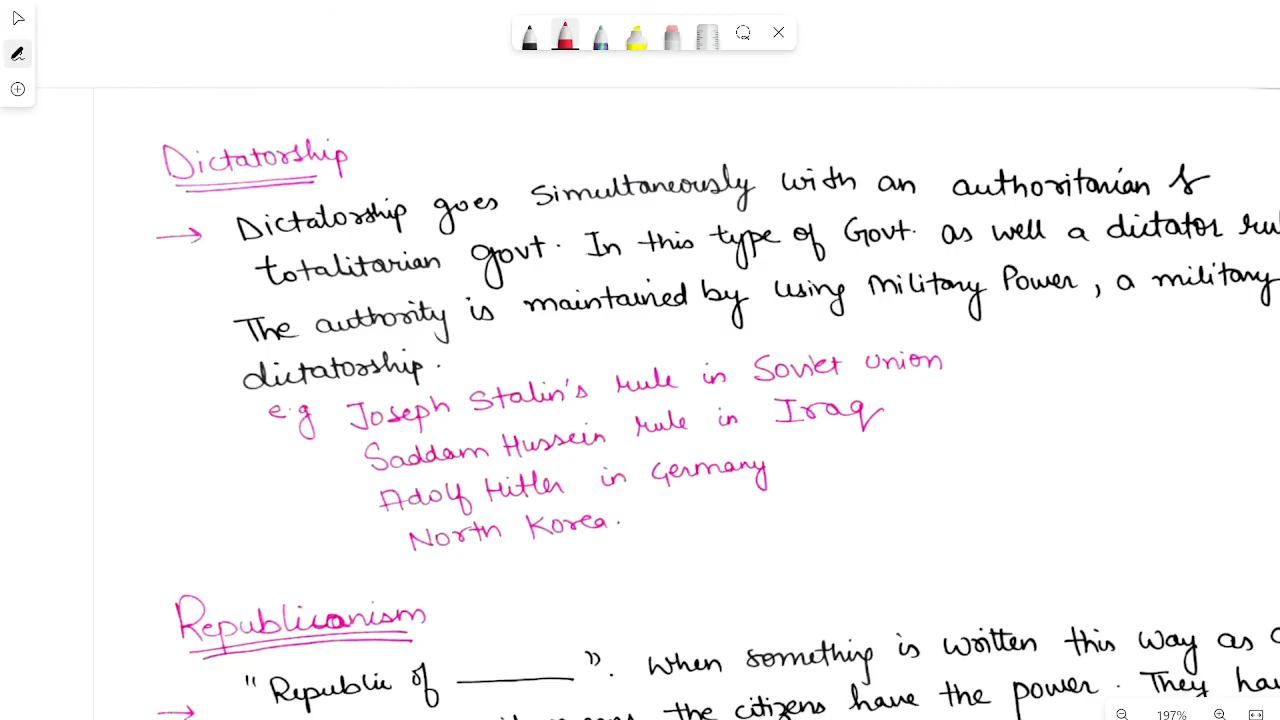 Dictatorship
Dictatorship goes simultaneously with an authoritarian &
totalitarian govt. In this type of Govt. as well a dictator
The authority is maintained by using military Power, a military
dictatorship.
e.g Joseph Stalin's rule in Soviet union
Saddam Hussein rule in Iraq
Adolf Hitler in Germany
North Korea.
Republicanism
"Republic of ______". When something is written this way as
the citizens have the power. They
197%